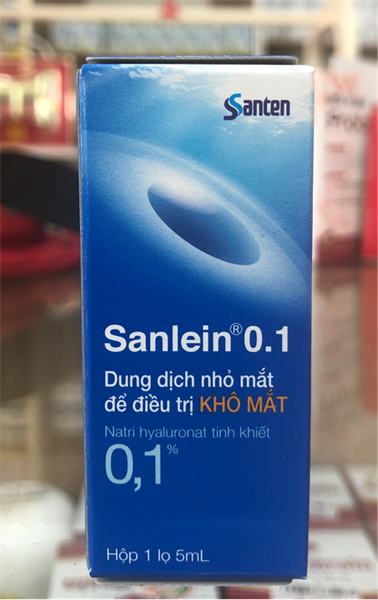 Santen
Sanlein® 0.1
Dung dịch nhỏ mắt
để điều trị KHÔ MẮT
Natri hyaluronat tinh khiết
0,1%
Hộp 1 lọ 5mL